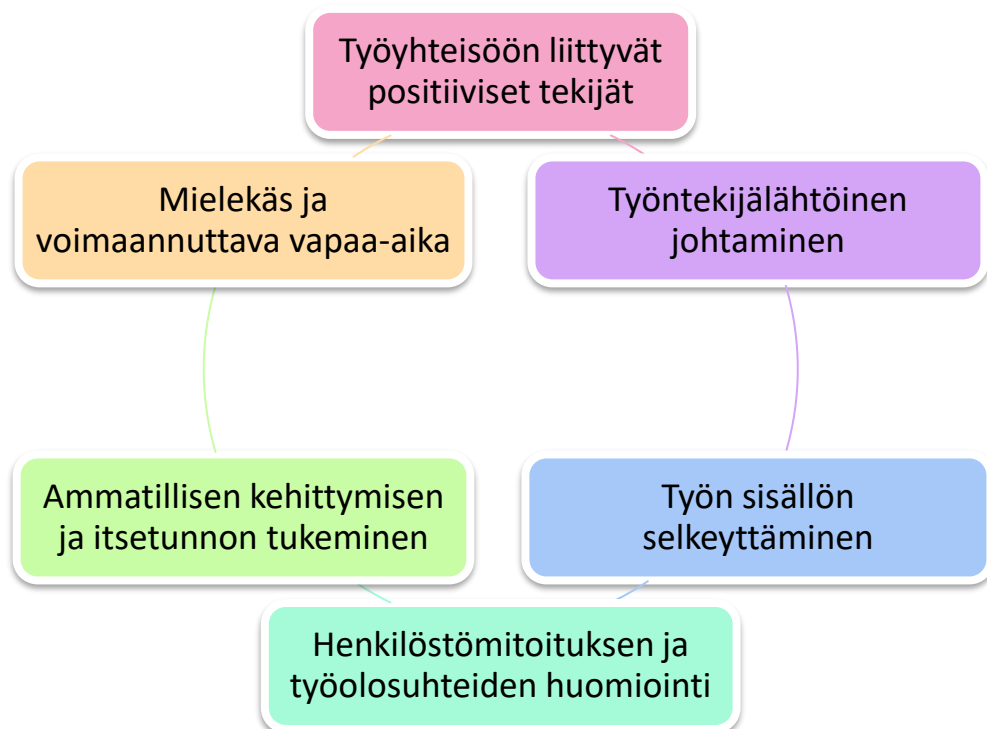 Työyhteisöön liittyvät
positiiviset tekijät
Mielekäs ja
voimaannuttava vapaa-aika
Työntekijälähtöinen
johtaminen
Ammatillisen kehittymisen
ja itsetunnon tukeminen
Työn sisällön
selkeyttäminen
Henkilöstömitoituksen ja
työolosuhteiden huomiointi